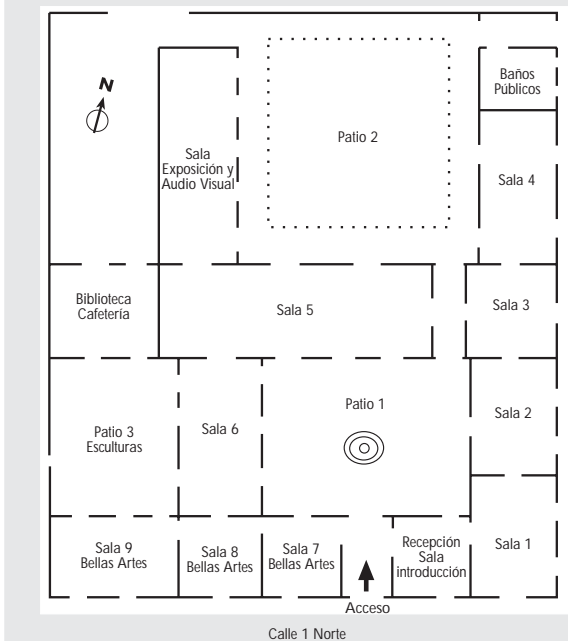 N
Baños
Públicos
Patio 2
Sala
Exposición y
Audio Visual
Sala 4
Biblioteca
Cafetería
Sala 5
Sala 3
Patio 3
Esculturas
Sala 6
Patio 1
Sala 2
Sala 9
Bellas Artes
Sala 8
Bellas Artes
Sala 7
Bellas Artes
Recepción
Sala
introducción
Sala 1
Acceso
Calle 1 Norte